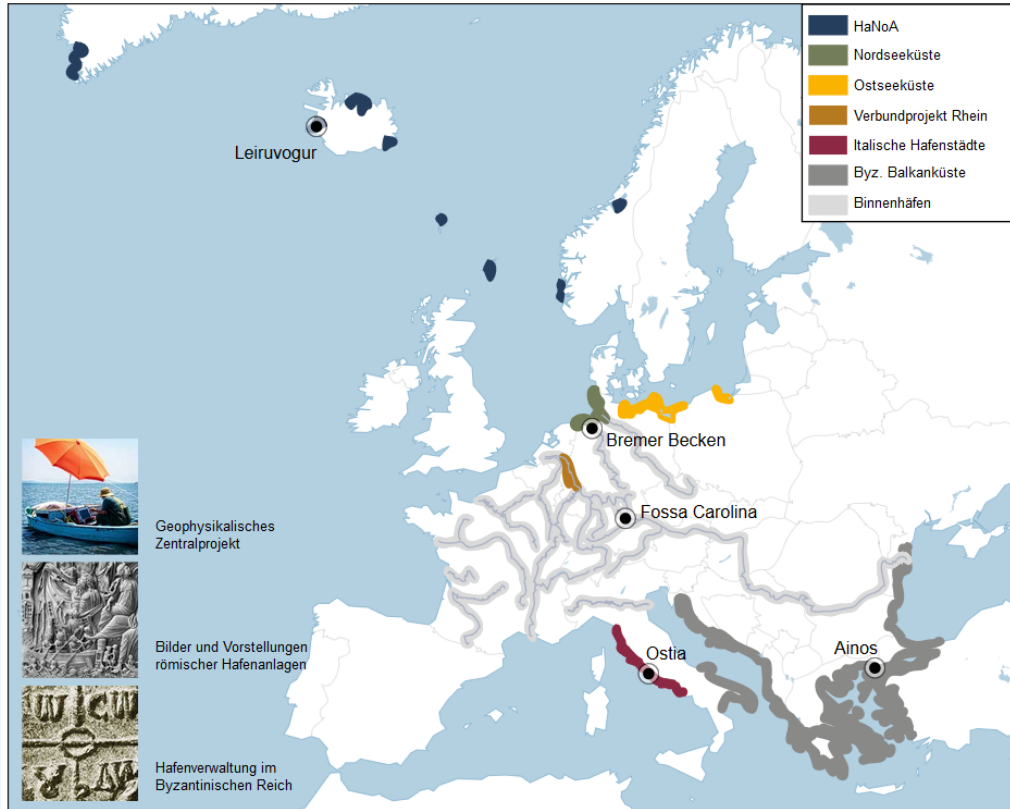 HaNoA
Nordseeküste
Ostseeküste
Verbundprojekt Rhein
Italische Hafenstädte
Byz. Balkanküste
Binnenhäfen
Leiruvogur
Bremer Becken
Fossa Carolina
Ostia
Ainos
Geophysikalisches
Zentralprojekt
Bilder und Vorstellungen
römischer Hafenanlagen
Hafenverwaltung im
Byzantinischen Reich